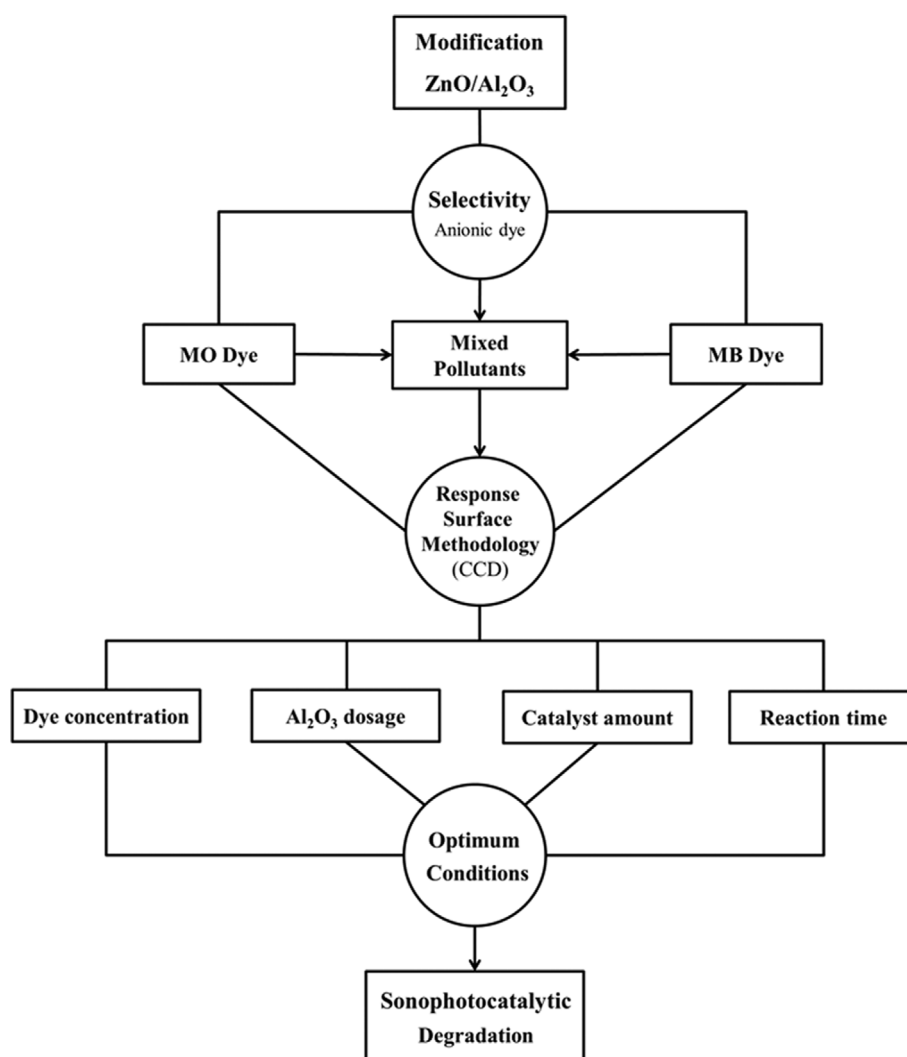 Modification
ZnO/Al₂O₃
Selectivity
Anionic dye
MO Dye
Mixed
Pollutants
MB Dye
Response
Surface
Methodology
(CCD)
Dye concentration
Al₂O₃ dosage
Catalyst amount
Reaction time
Optimum
Conditions
Sonophotocatalytic
Degradation